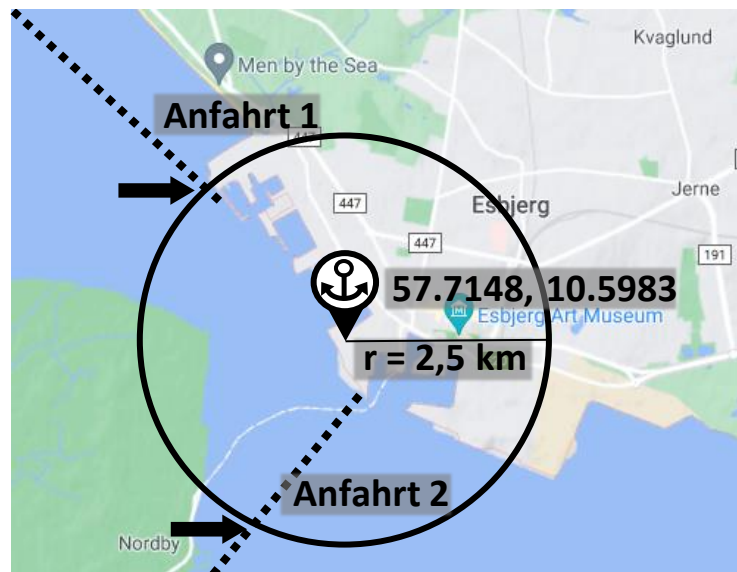 Kvaglund
Men by the Sea
Anfahrt 1
447
Jerne
447
Esbjerg
447
191
57.7148, 10.5983
Esbjerg Art Museum
r = 2,5 km
Anfahrt 2
Nordby